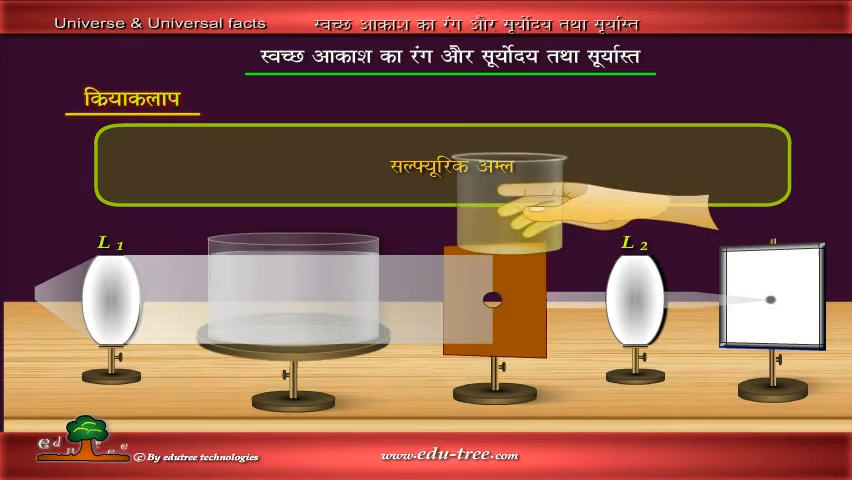 Universe & Universal facts
स्वच्छ आकाश का रंग और सूर्योदय तथा सूर्यास्त
स्वच्छ आकाश का रंग और सूर्योदय तथा सूर्यास्त
क्रियाकलाप
सल्फ्यूरिक अम्ल
L 1
L 2
© By edutree technologies
www.edu-tree.com